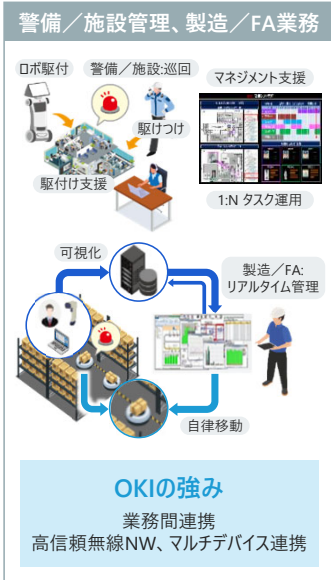 警備／施設管理、製造／FA業務
ロボ駆付
警備／施設:巡回
マネジメント支援
駆けつけ
駆付け支援
1:N タスク運用
可視化
製造／FA:
リアルタイム管理
自律移動
OKIの強み
業務間連携
高信頼無線NW、マルチデバイス連携